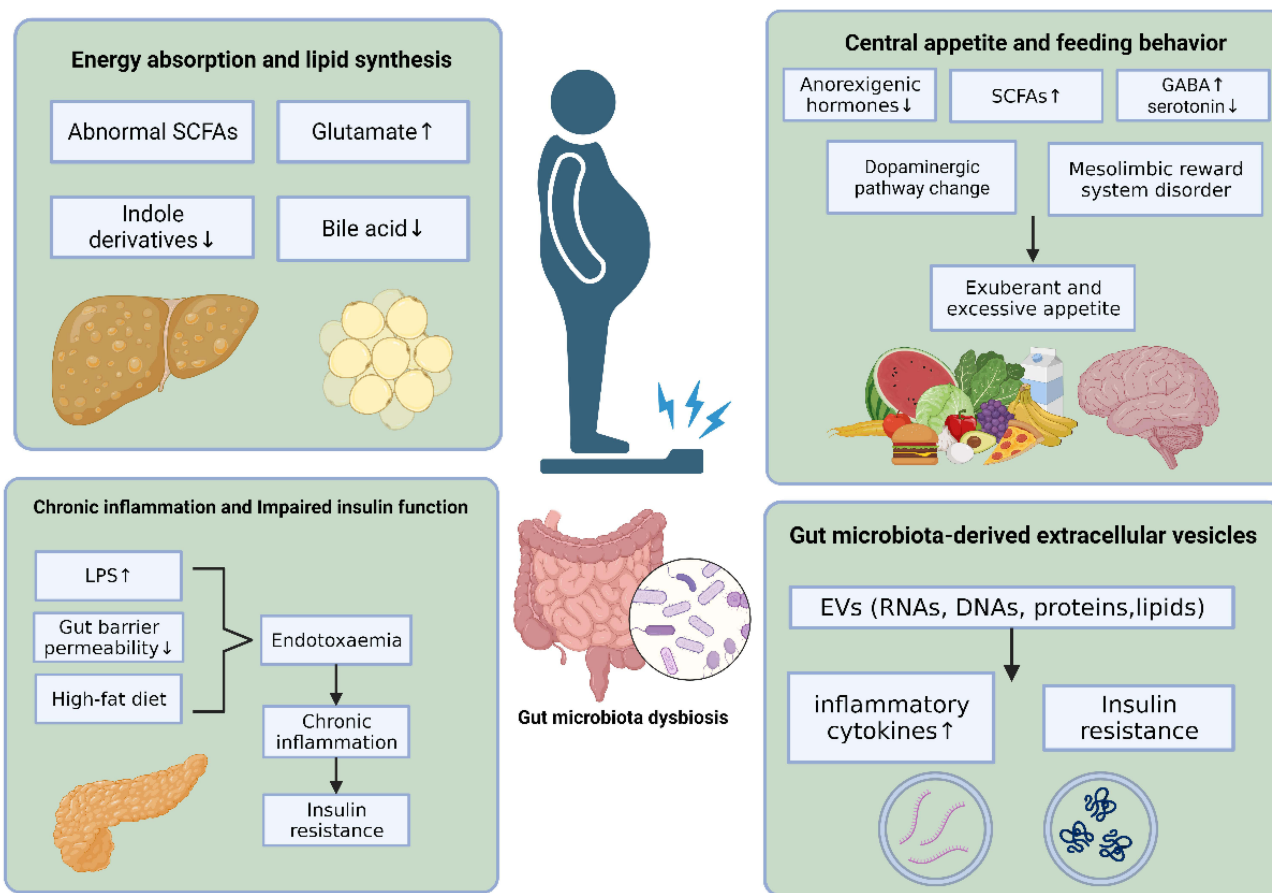 Energy absorption and lipid synthesis
Abnormal SCFAs
Glutamate↑
Indole
derivatives↓
Bile acid↓
Central appetite and feeding behavior
Anorexigenic
hormones↓
SCFAs↑
GABA↑
serotonin↓
Dopaminergic
pathway change
Mesolimbic reward
system disorder
Exuberant and
excessive appetite
Chronic inflammation and Impaired insulin function
LPS↑
Gut barrier
permeability↓
High-fat diet
Endotoxaemia
Chronic
inflammation
Insulin
resistance
Gut microbiota dysbiosis
Gut microbiota-derived extracellular vesicles
EVs (RNAs, DNAs, proteins,lipids)
inflammatory
cytokines↑
Insulin
resistance